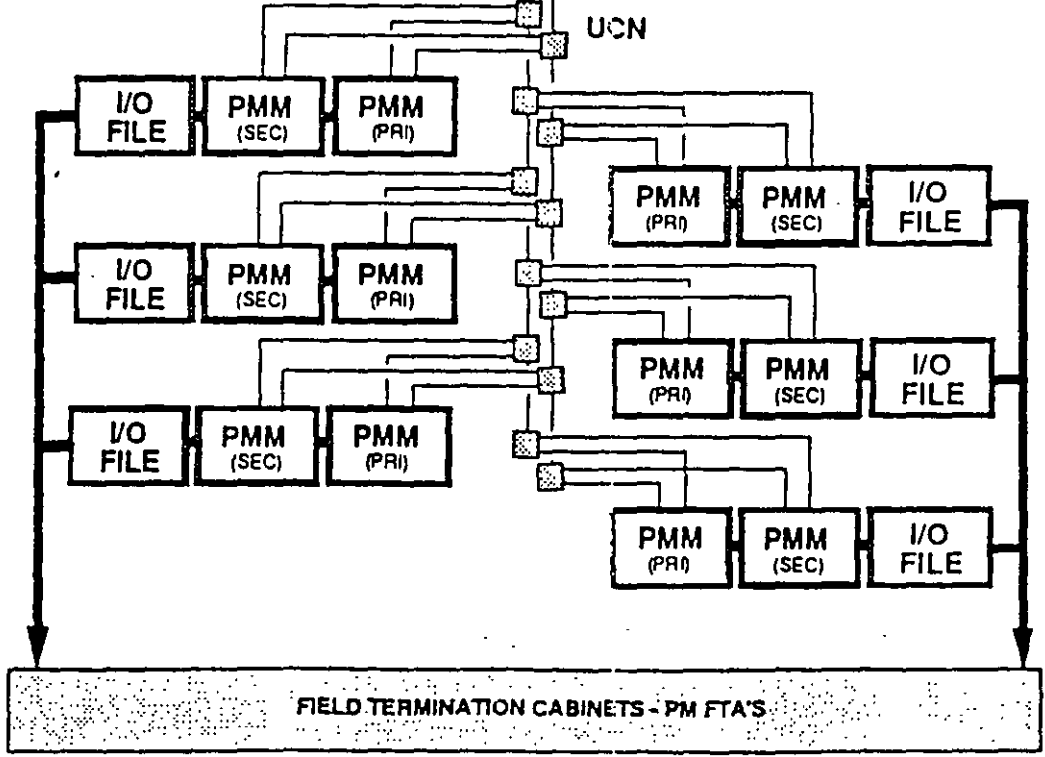 UCN
I/O
FILE
PMM
(SEC)
PMM
(PRI)
PMM
(PRI)
PMM
(SEC)
I/O
FILE
I/O
FILE
PMM
(SEC)
PMM
(PRI)
PMM
(PRI)
PMM
(SEC)
I/O
FILE
I/O
FILE
PMM
(SEC)
PMM
(PRI)
PMM
(PRI)
PMM
(SEC)
I/O
FILE
FIELD TERMINATION CABINETS - PM FTA'S